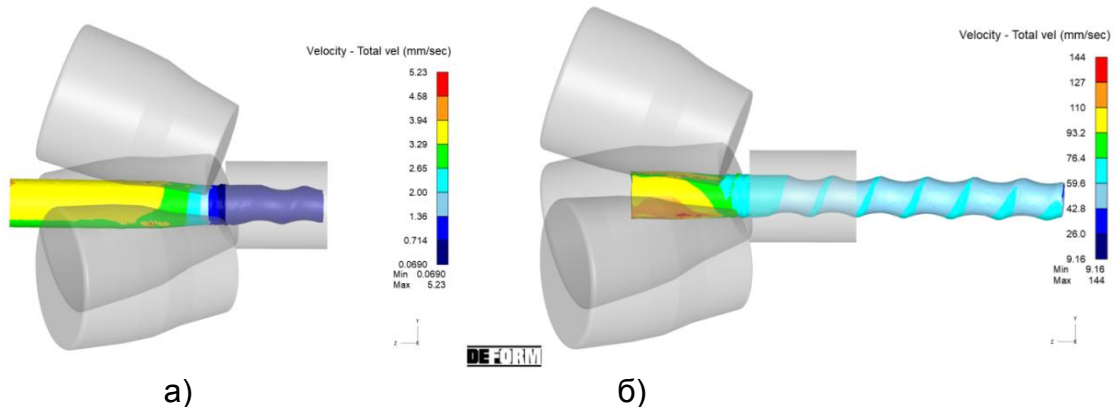 Velocity - Total vel (mm/sec)
5.23
4.58
3.94
3.29
2.65
2.00
1.36
0.714
0.0690
Min 0.0690
Max 5.23
Y
Z X
а)
Velocity - Total vel (mm/sec)
144
127
110
93.2
76.4
59.6
42.8
26.0
9.16
Min 9.16
Max 144
Y
Z X
DEFORM
б)